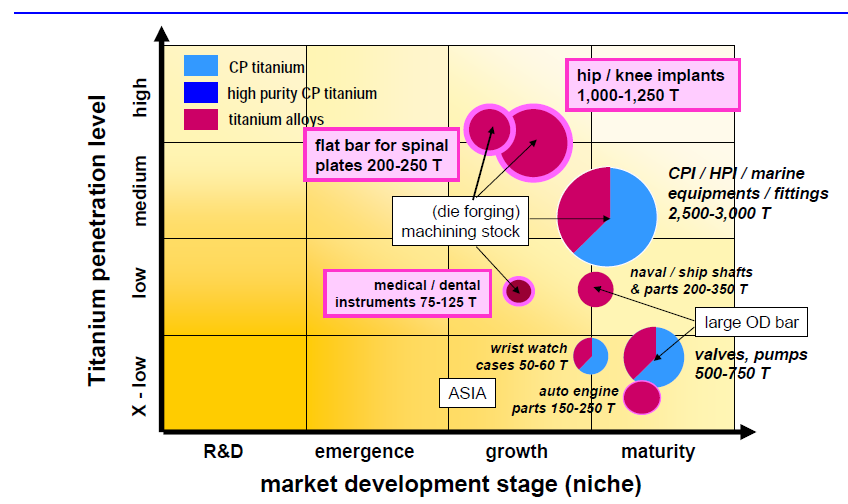 CP titanium
high purity CP titanium
titanium alloys
hip / knee implants
1,000-1,250 T
flat bar for spinal
plates 200-250 T
CPI / HPI / marine
equipments / fittings
2,500-3,000 T
(die forging)
machining stock
medical / dental
instruments 75-125 T
naval / ship shafts
& parts 200-350 T
large OD bar
wrist watch
cases 50-60 T
valves, pumps
500-750 T
ASIA
auto engine
parts 150-250 T
Titanium penetration level
high
medium
low
X - low
R&D
emergence
growth
maturity
market development stage (niche)